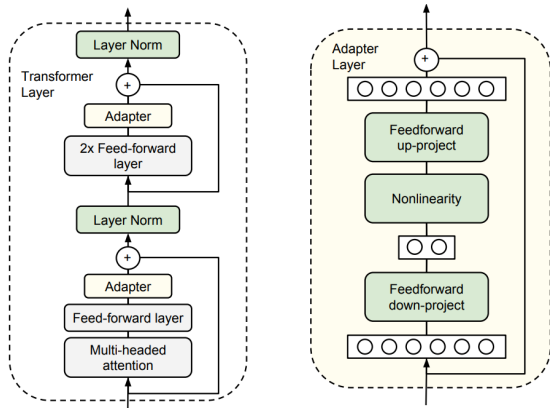 Layer Norm
Transformer
Layer
+
Adapter
2x Feed-forward
layer
Layer Norm
+
Adapter
Feed-forward layer
Multi-headed
attention
Adapter
Layer
+
Feedforward
up-project
Nonlinearity
Feedforward
down-project